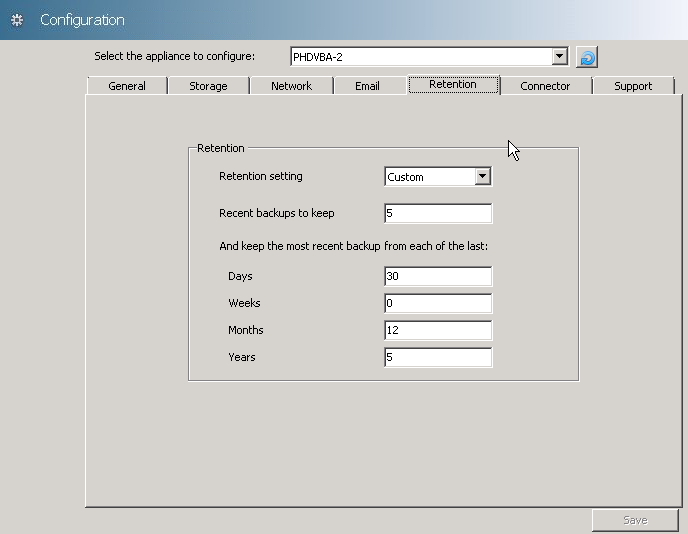 Configuration
Select the appliance to configure: PHDVBA-2
General Storage Network Email Retention Connector Support
Retention
Retention setting Custom
Recent backups to keep 5
And keep the most recent backup from each of the last:
Days 30
Weeks 0
Months 12
Years 5
Save